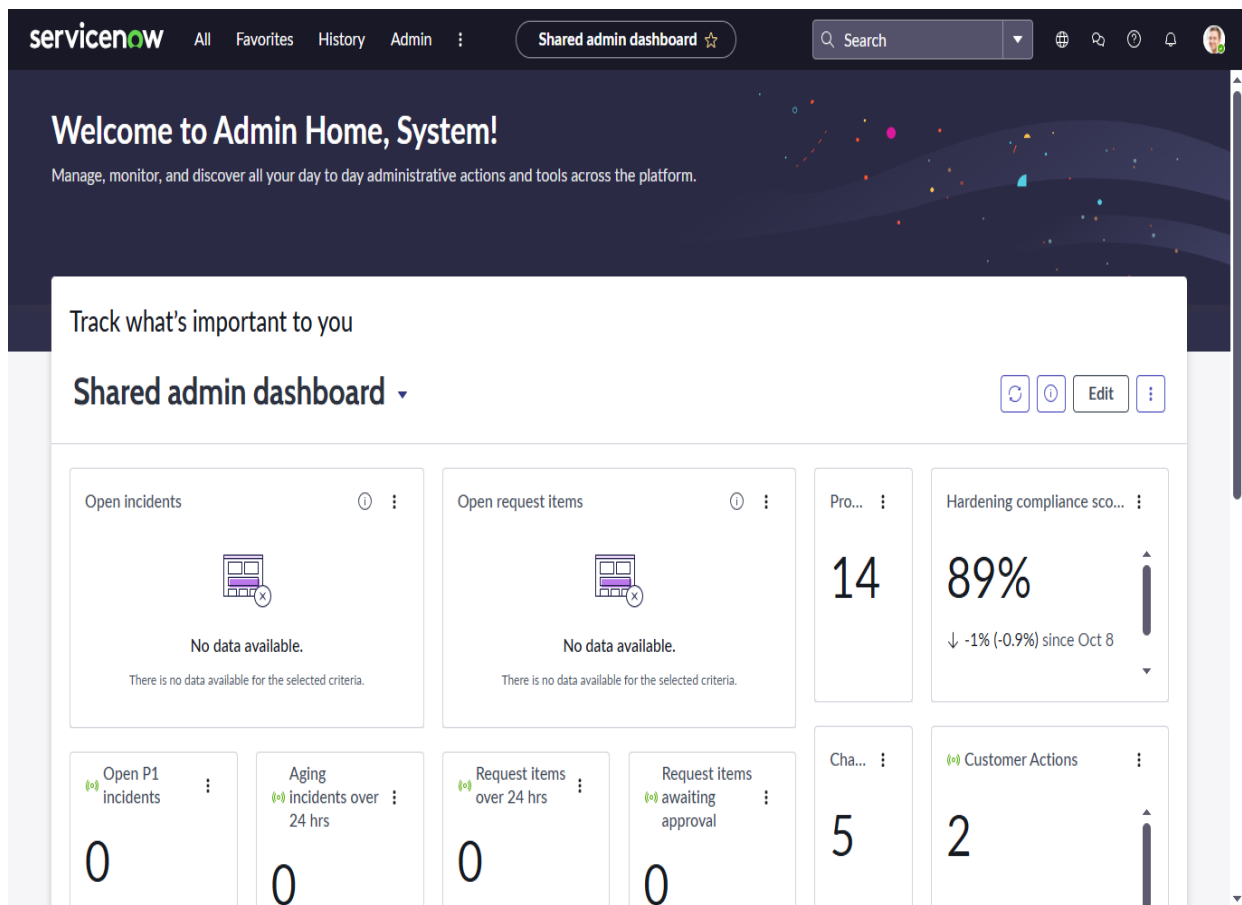 servicenow All Favorites History Admin Shared admin dashboard Search
Welcome to Admin Home, System!
Manage, monitor, and discover all your day to day administrative actions and tools across the platform.
Track what's important to you
Shared admin dashboard
Edit
Open incidents
No data available.
There is no data available for the selected criteria.
Open request items
No data available.
There is no data available for the selected criteria.
Pro...
14
Hardening compliance sco...
89%
↓ -1% (-0.9%) since Oct 8
Open P1
incidents
0
Aging
incidents over
24 hrs
0
Request items
over 24 hrs
0
Request items
awaiting
approval
0
Cha...
5
Customer Actions
2